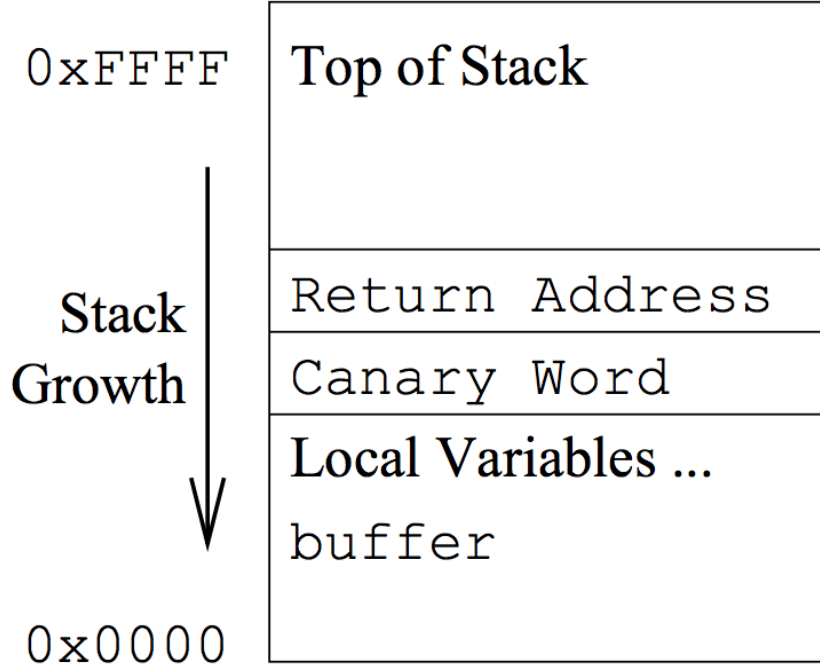 0xFFFF
Top of Stack
Return Address
Stack
Growth
Canary Word
Local Variables ...
buffer
0x0000